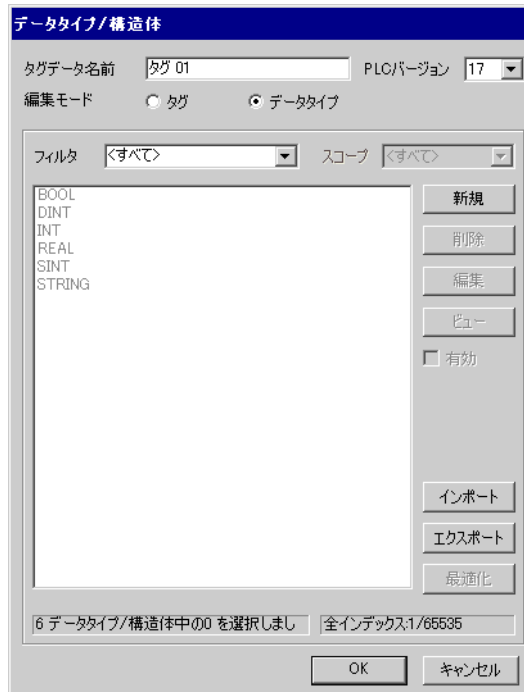 データタイプ/構造体
タグデータ名前 タグ 01 PLCバージョン 17
編集モード タグ データタイプ
フィルタ <すべて> スコープ <すべて>
BOOL
DINT
INT
REAL
SINT
STRING
新規
削除
編集
ビュー
有効
インポート
エクスポート
最適化
6 データタイプ/構造体中の0 を選択しまし 全インデックス:1/65535
OK キャンセル